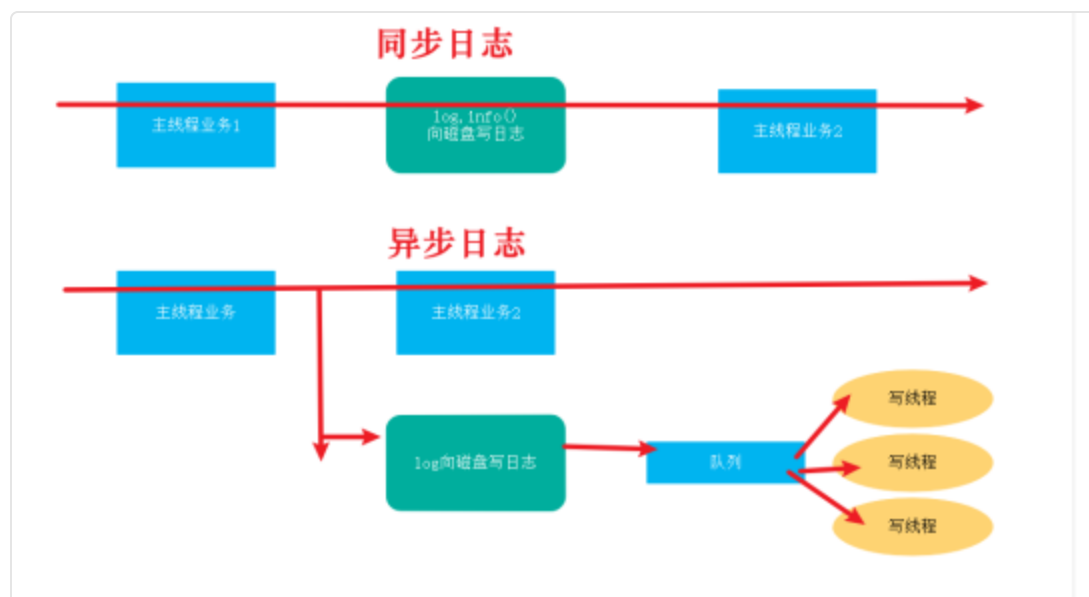 同步日志
主线程业务1
log.info()
向磁盘写日志
主线程业务2
异步日志
主线程业务
主线程业务2
写线程
log向磁盘写日志
队列
写线程
写线程